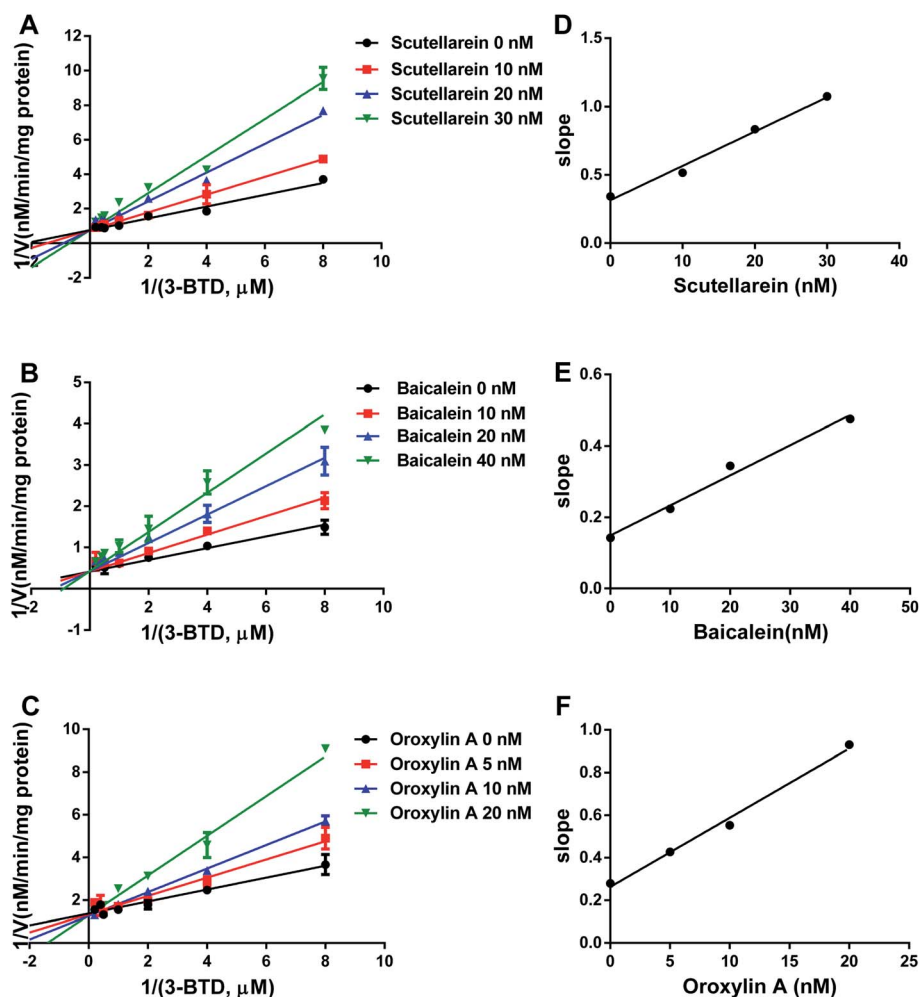 A
1/V(nM/min/mg protein)
12
10
8
6
4
2
-2
-2
2
4
6
8
10
1/(3-BTD, μM)
Scutellarein 0 nM
Scutellarein 10 nM
Scutellarein 20 nM
Scutellarein 30 nM
D
slope
1.5
1.0
0.5
0.0
0
10
20
30
40
Scutellarein (nM)
B
1/V(nM/min/mg protein)
5
4
3
2
1
-1
-2
0
2
4
6
8
10
1/(3-BTD, μM)
Baicalein 0 nM
Baicalein 10 nM
Baicalein 20 nM
Baicalein 40 nM
E
slope
0.6
0.4
0.2
0.0
0
10
20
30
40
50
Baicalein(nM)
C
1/V(nM/min/mg protein)
10
8
6
4
2
-2
0
2
4
6
8
10
1/(3-BTD, μM)
Oroxylin A 0 nM
Oroxylin A 5 nM
Oroxylin A 10 nM
Oroxylin A 20 nM
F
slope
1.0
0.8
0.6
0.4
0.2
0.0
0
5
10
15
20
25
Oroxylin A (nM)